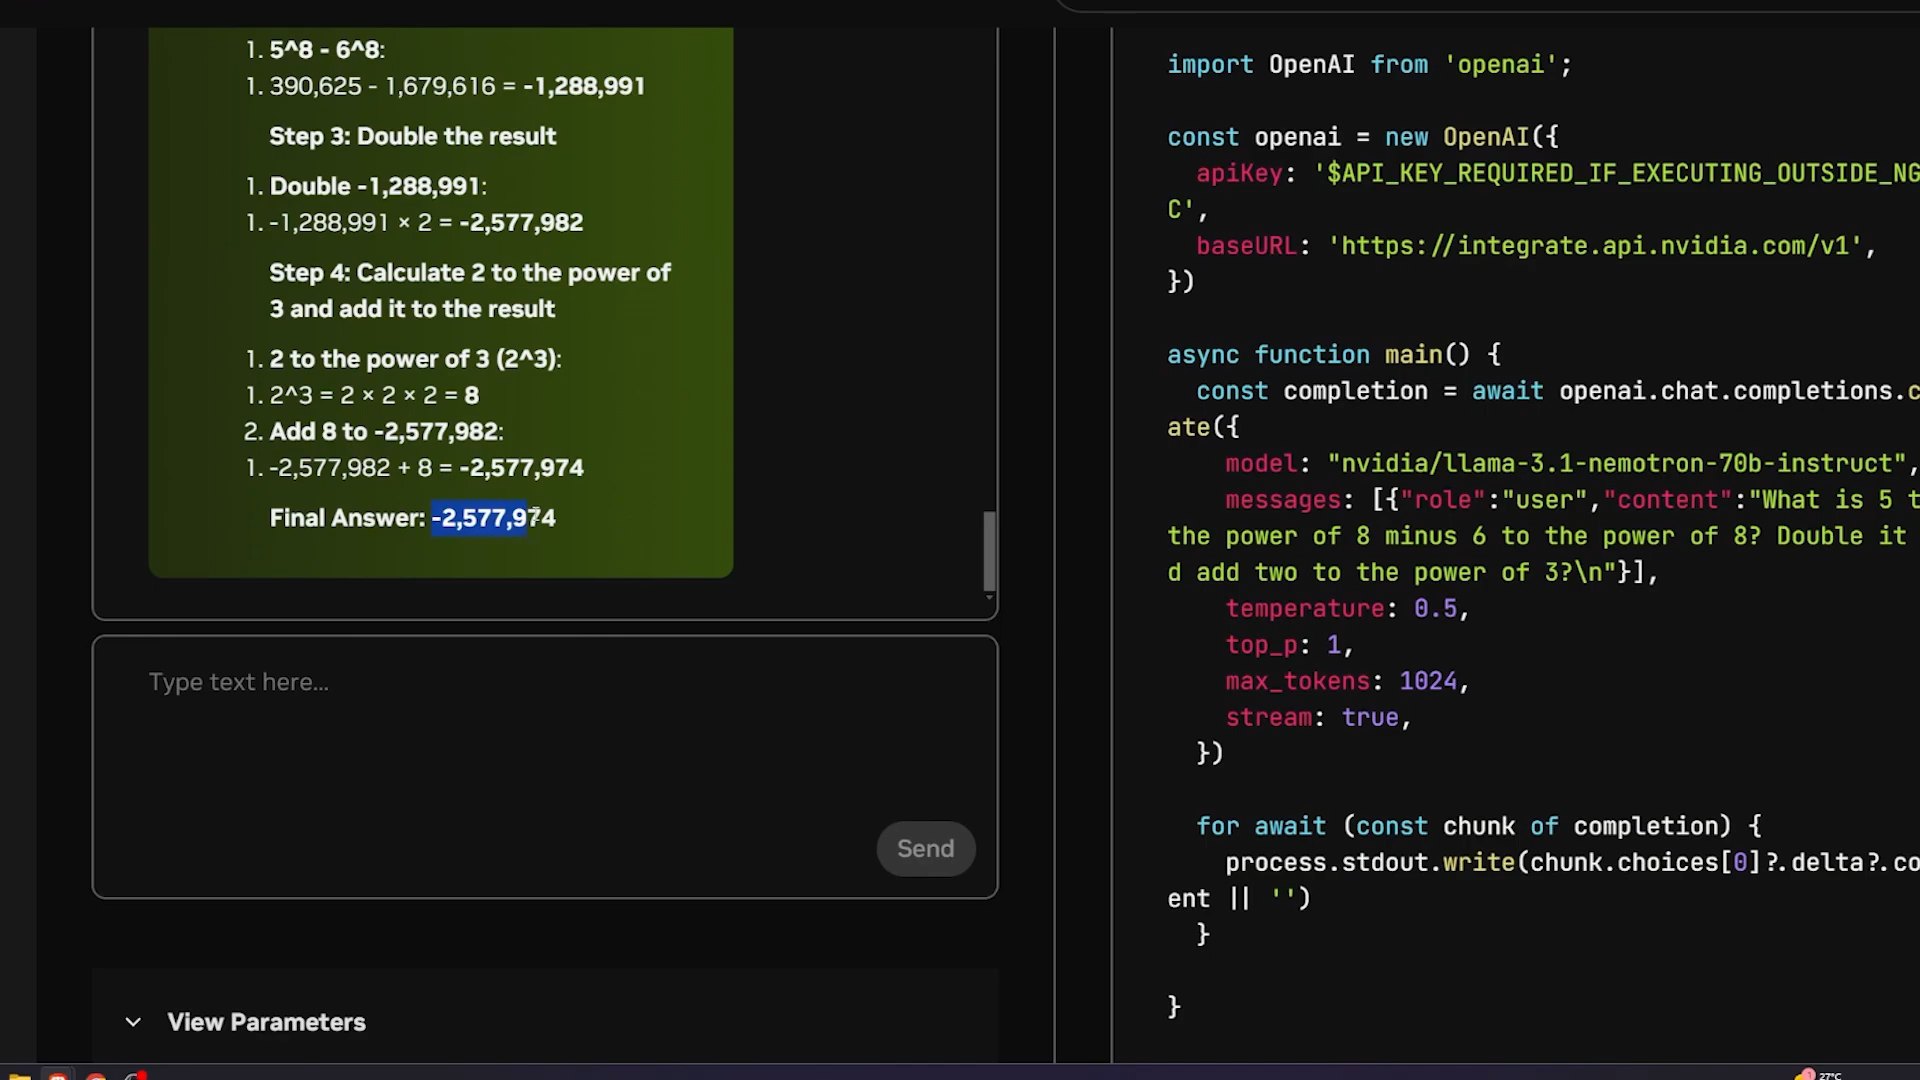 1. 5^8 - 6^8:
1. 390,625 - 1,679,616 = -1,288,991
Step 3: Double the result
1. Double -1,288,991:
1. -1,288,991 × 2 = -2,577,982
Step 4: Calculate 2 to the power of
3 and add it to the result
1. 2 to the power of 3 (2^3):
1. 2^3 = 2 × 2 × 2 = 8
2. Add 8 to -2,577,982:
1. -2,577,982 + 8 = -2,577,974
Final Answer: -2,577,974
Type text here...
Send
View Parameters
import OpenAI from 'openai';
const openai = new OpenAI({
apiKey: '$API_KEY_REQUIRED_IF_EXECUTING_OUTSIDE_NG
C',
baseURL: 'https://integrate.api.nvidia.com/v1',
})
async function main() {
const completion = await openai.chat.completions.c
ate({
model: "nvidia/llama-3.1-nemotron-70b-instruct",
messages: [{"role":"user","content":"What is 5 t
the power of 8 minus 6 to the power of 8? Double it
d add two to the power of 3?\n"}],
temperature: 0.5,
top_p: 1,
max_tokens: 1024,
stream: true,
})
for await (const chunk of completion) {
process.stdout.write(chunk.choices[0]?.delta?.co
ent || '')
}
}
27°C